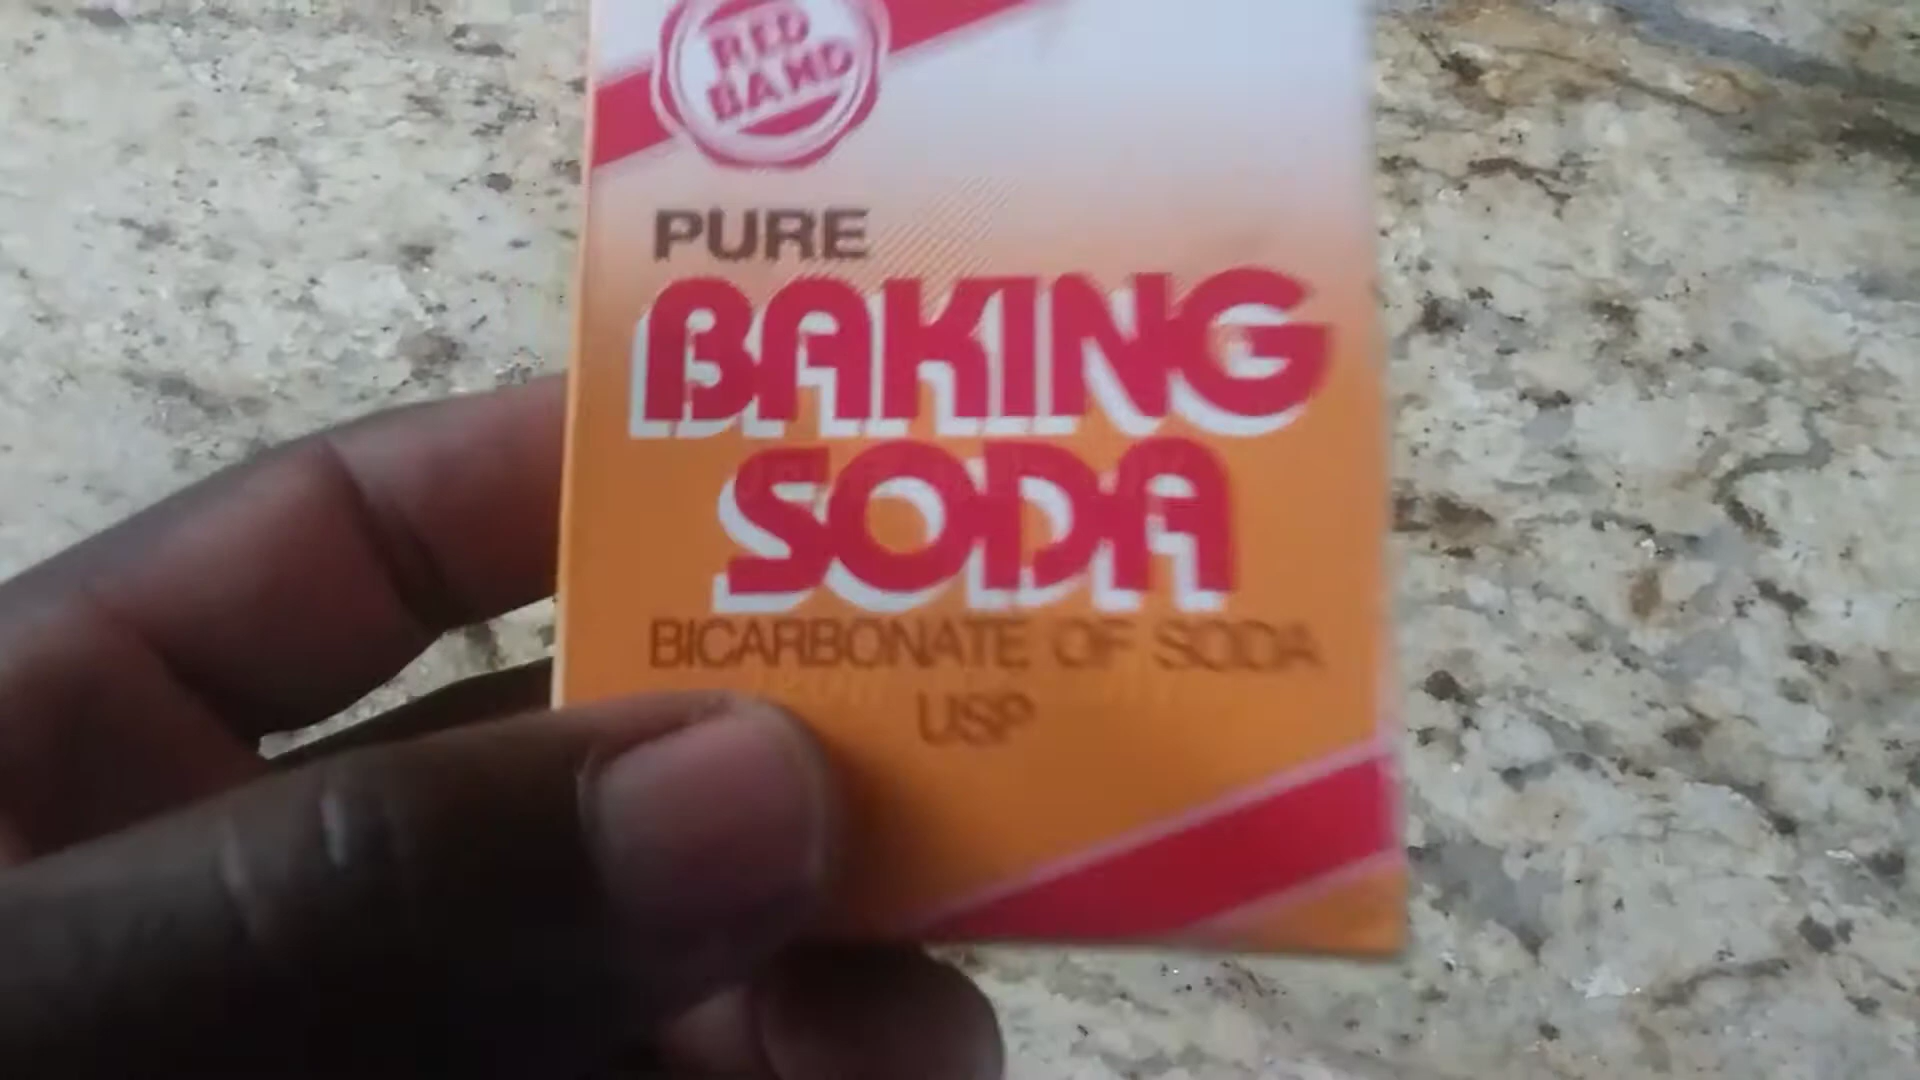 RED
BAND
PURE
BAKING
SODA
BICARBONATE OF SODA
USP